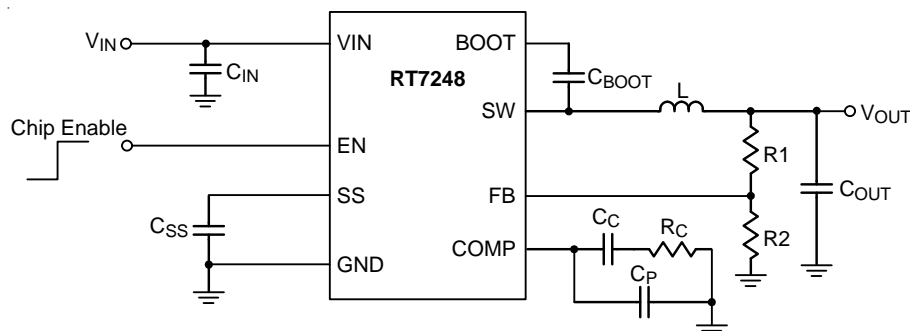 VIN
VIN
BOOT
CIN
RT7248
CBOOT
L
SW
VOUT
Chip Enable
EN
R1
SS
FB
COUT
CSS
CC
RC
R2
COMP
GND
CP